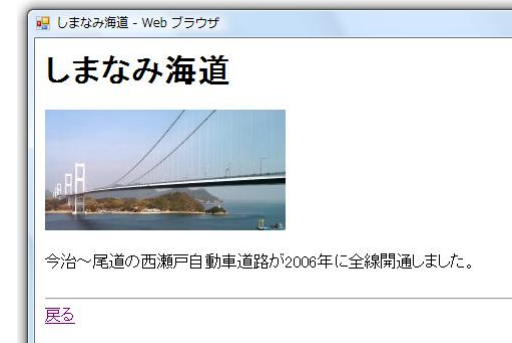 しまなみ海道 - Web ブラウザ
しまなみ海道
今治～尾道の西瀬戸自動車道路が2006年に全線開通しました。
戻る